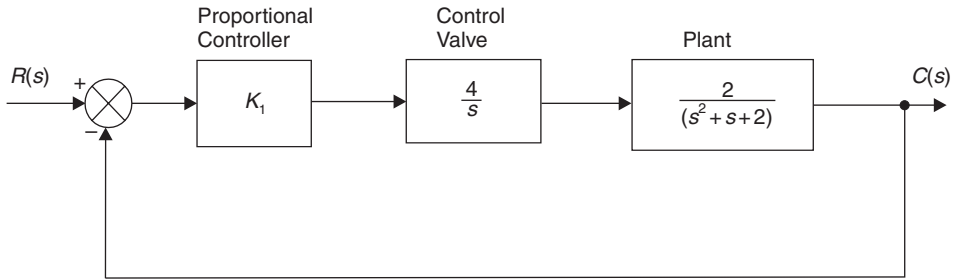 Proportional
Controller
Control
Valve
Plant
R(s)
+
−
K₁
4
s
2
(s²+s+2)
C(s)